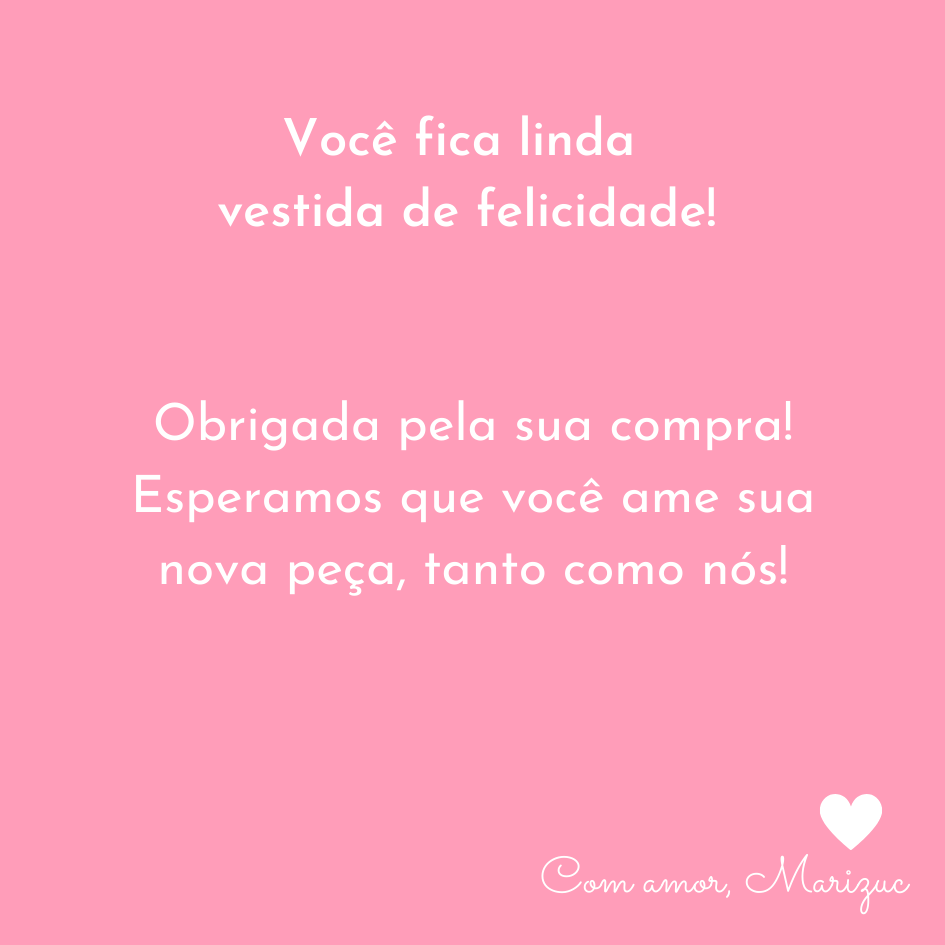 Você fica linda
vestida de felicidade!
Obrigada pela sua compra!
Esperamos que você ame sua
nova peça, tanto como nós!
Com amor, Marizuc